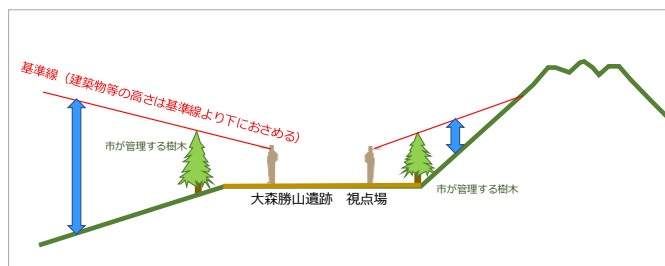 基準線（建築物等の高さは基準線より下におさめる）
市が管理する樹木
市が管理する樹木
大森勝山遺跡　視点場